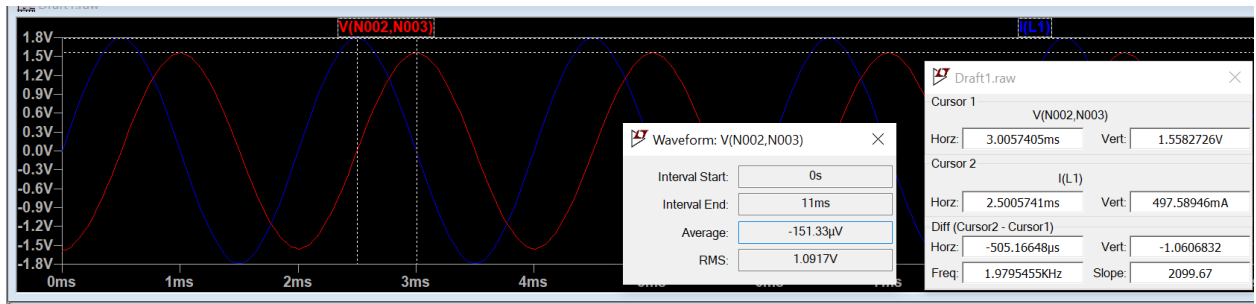 Draft1.raw
V(N002,N003)
I(L1)
1.8V
1.5V
1.2V
0.9V
0.6V
0.3V
0.0V
-0.3V
-0.6V
-0.9V
-1.2V
-1.5V
-1.8V
0ms 1ms 2ms 3ms 4ms
Waveform: V(N002,N003)
Interval Start: 0s
Interval End: 11ms
Average: -151.33µV
RMS: 1.0917V
Draft1.raw
Cursor 1
V(N002,N003)
Horz: 3.0057405ms Vert: 1.5582726V
Cursor 2
I(L1)
Horz: 2.5005741ms Vert: 497.58946mA
Diff (Cursor2 - Cursor1)
Horz: -505.16648µs Vert: -1.0606832
Freq: 1.9795455KHz Slope: 2099.67